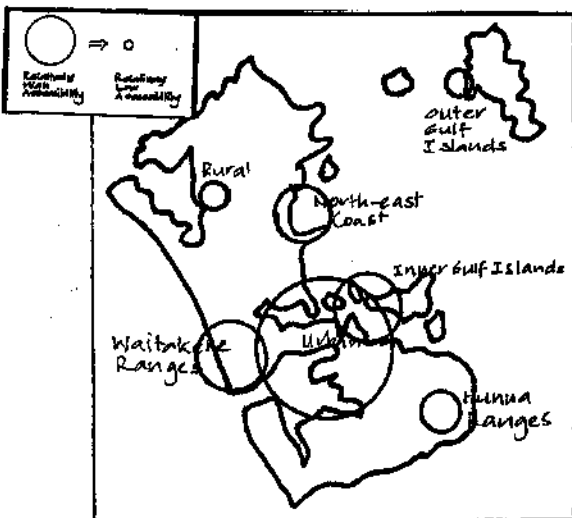 Relatively High Accessibility
Relatively Low Accessibility
Outer
Gulf
Islands
Rural
North-east
Coast
Inner Gulf Islands
Waitakere
Ranges
Urban
Hunua
Ranges